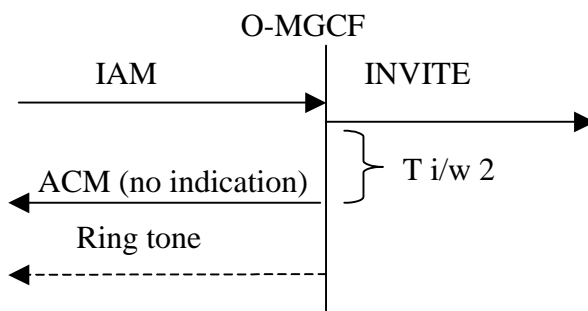 O-MGCF
IAM
INVITE
T i/w 2
ACM (no indication)
Ring tone